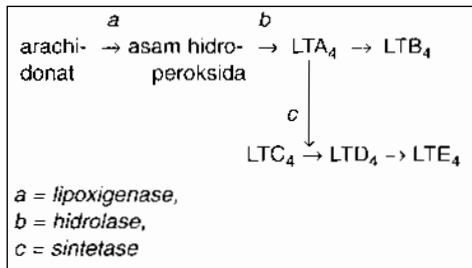 a b
arachi- → asam hidro- → LTA₄ → LTB₄
donat peroksida
c
LTC₄ → LTD₄ → LTE₄
a = lipoxigenase,
b = hidrolase,
c = sintetase